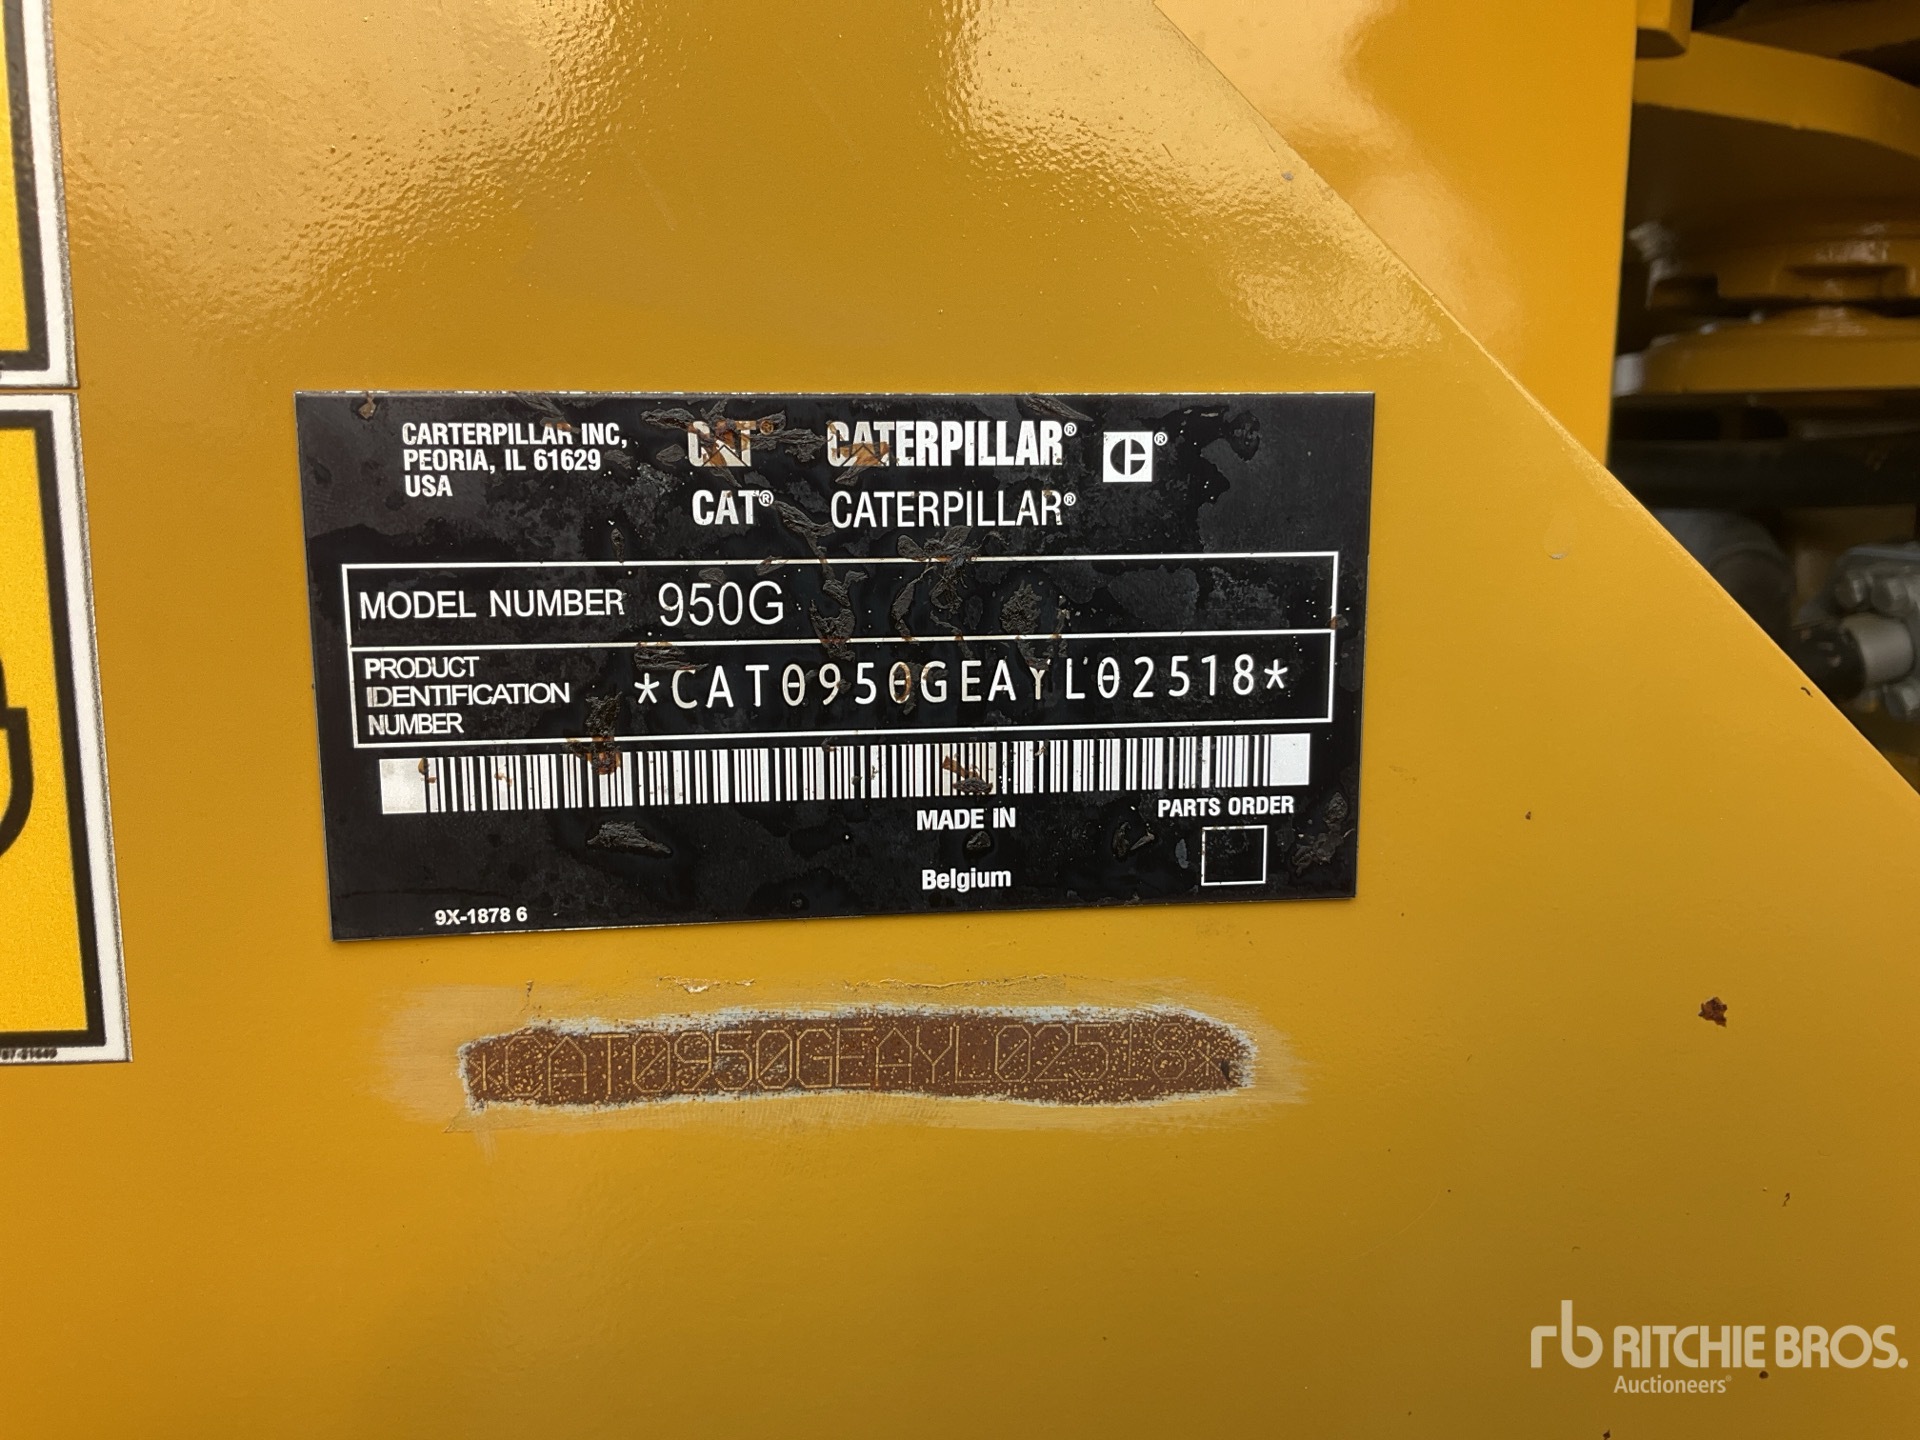 CARTERPILLAR INC,
PEORIA, IL 61629
USA
CAT® CATERPILLAR® ®
CAT® CATERPILLAR®
MODEL NUMBER 950G
PRODUCT
IDENTIFICATION
NUMBER
*CAT0950GEAYL02518*
MADE IN
Belgium
PARTS ORDER
9X-1878 6
*CAT0950GEAYL02518*
rb RITCHIE BROS.
Auctioneers®